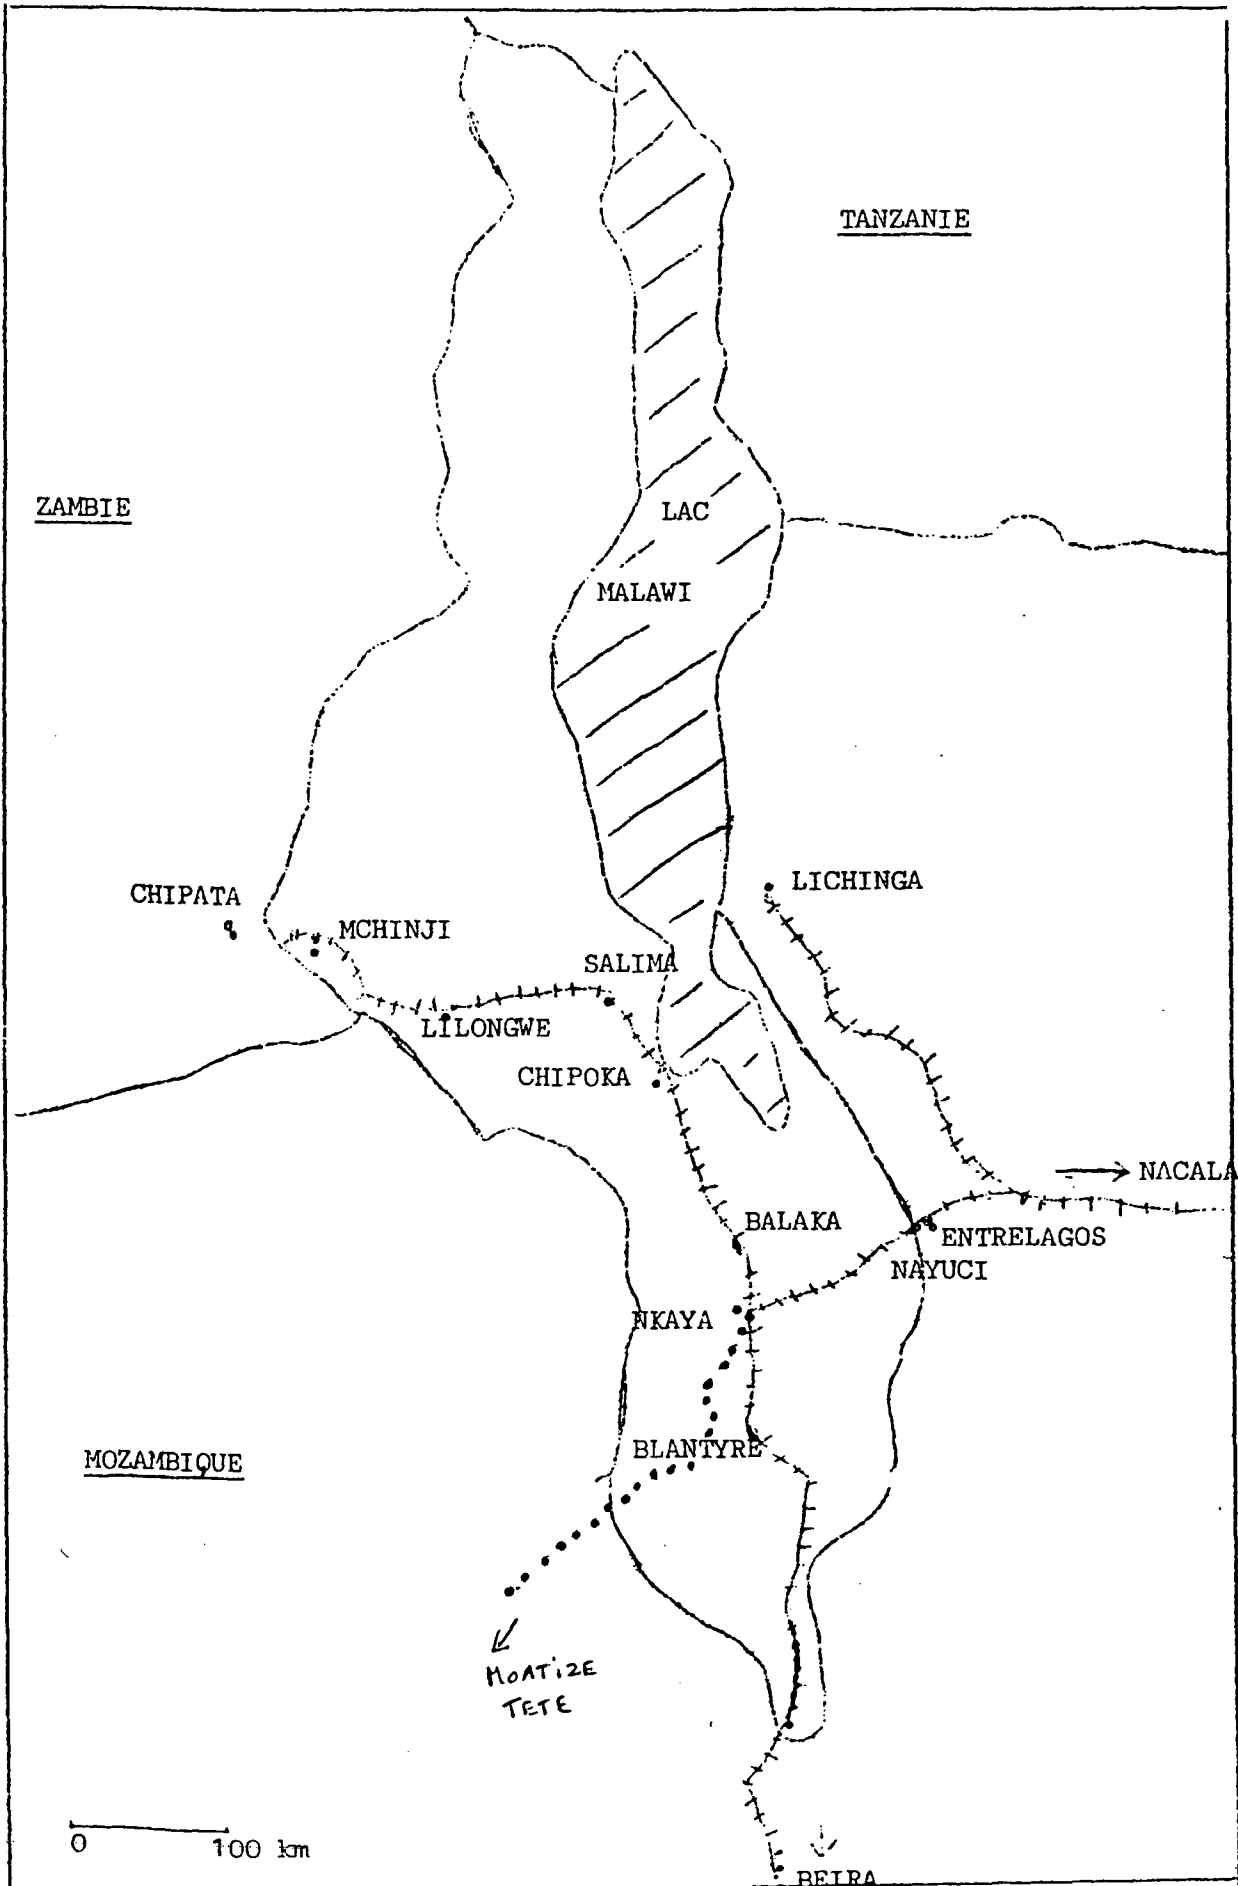 TANZANIE
ZAMBIE
LAC
MALAWI
LICHINGA
CHIPATA
MCHINJI
SALIMA
LILONGWE
CHIPOKA
NACALA
BALAKA
ENTRELAGOS
NAYUCI
NKAYA
BLANTYRE
MOZAMBIQUE
MOATIZE
TETE
0 100 km
BEIRA